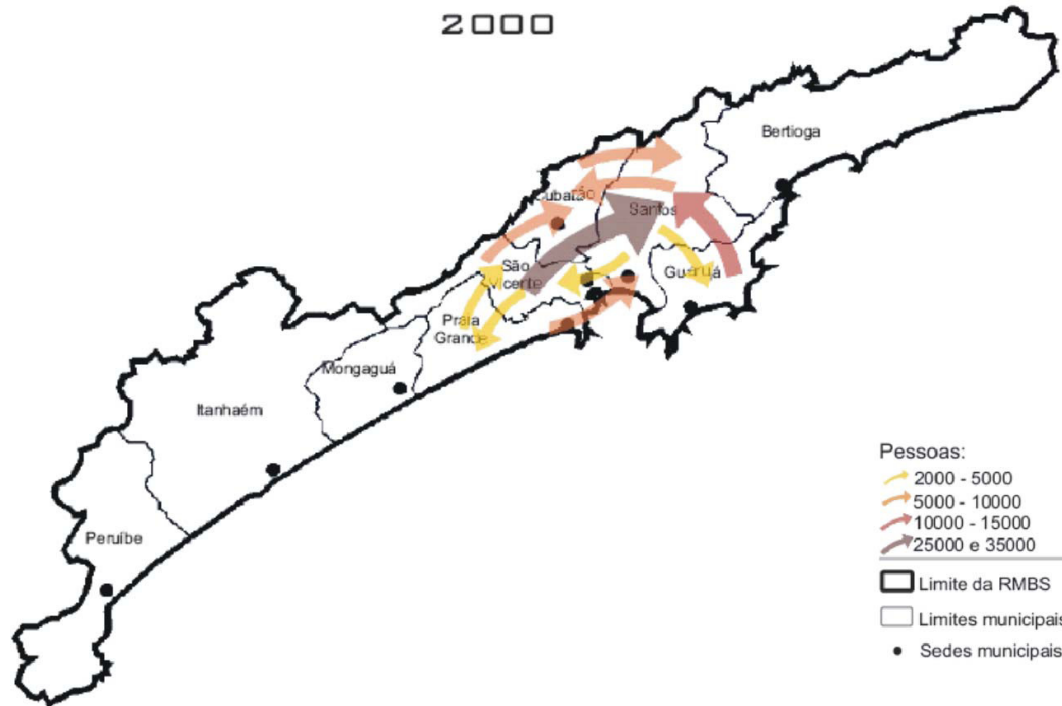 2000
Bertioga
Cubatão
Santos
São
Vicente
Guarujá
Praia
Grande
Mongaguá
Itanhaém
Peruíbe
Pessoas:
2000 - 5000
5000 - 10000
10000 - 15000
25000 e 35000
Limite da RMBS
Limites municipais
Sedes municipais